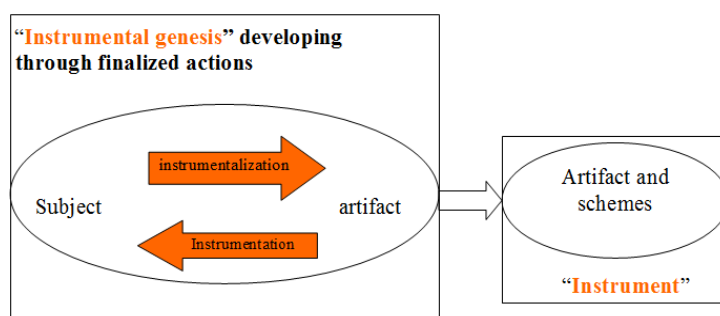 “Instrumental genesis” developing
through finalized actions
instrumentalization
Subject
artifact
Instrumentation
Artifact and
schemes
“Instrument”